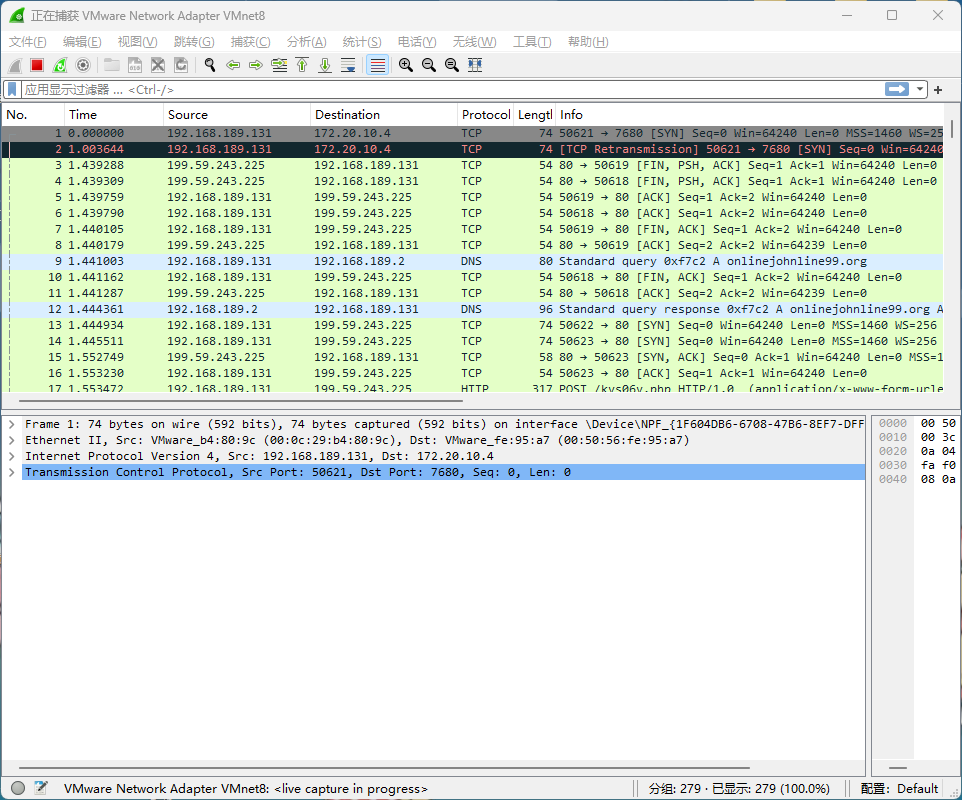 正在捕获 VMware Network Adapter VMnet8
文件(F) 编辑(E) 视图(V) 跳转(G) 捕获(C) 分析(A) 统计(S) 电话(Y) 无线(W) 工具(T) 帮助(H)
应用显示过滤器 … <Ctrl-/>
No. Time Source Destination Protocol Lengtl Info
1 0.000000 192.168.189.131 172.20.10.4 TCP 74 50621 → 7680 [SYN] Seq=0 Win=64240 Len=0 MSS=1460 WS=25
2 1.003644 192.168.189.131 172.20.10.4 TCP 74 [TCP Retransmission] 50621 → 7680 [SYN] Seq=0 Win=64240
3 1.439288 199.59.243.225 192.168.189.131 TCP 54 80 → 50619 [FIN, PSH, ACK] Seq=1 Ack=1 Win=64240 Len=0
4 1.439309 199.59.243.225 192.168.189.131 TCP 54 80 → 50618 [FIN, PSH, ACK] Seq=1 Ack=1 Win=64240 Len=0
5 1.439759 192.168.189.131 199.59.243.225 TCP 54 50619 → 80 [ACK] Seq=1 Ack=2 Win=64240 Len=0
6 1.439790 192.168.189.131 199.59.243.225 TCP 54 50618 → 80 [ACK] Seq=1 Ack=2 Win=64240 Len=0
7 1.440105 192.168.189.131 199.59.243.225 TCP 54 50619 → 80 [FIN, ACK] Seq=1 Ack=2 Win=64240 Len=0
8 1.440179 199.59.243.225 192.168.189.131 TCP 54 80 → 50619 [ACK] Seq=2 Ack=2 Win=64239 Len=0
9 1.441003 192.168.189.131 192.168.189.2 DNS 80 Standard query 0xf7c2 A onlinejohnline99.org
10 1.441162 192.168.189.131 199.59.243.225 TCP 54 50618 → 80 [FIN, ACK] Seq=1 Ack=2 Win=64240 Len=0
11 1.441287 199.59.243.225 192.168.189.131 TCP 54 80 → 50618 [ACK] Seq=2 Ack=2 Win=64239 Len=0
12 1.444361 192.168.189.2 192.168.189.131 DNS 96 Standard query response 0xf7c2 A onlinejohnline99.org A
13 1.444934 192.168.189.131 199.59.243.225 TCP 74 50622 → 80 [SYN] Seq=0 Win=64240 Len=0 MSS=1460 WS=256
14 1.445511 192.168.189.131 199.59.243.225 TCP 74 50623 → 80 [SYN] Seq=0 Win=64240 Len=0 MSS=1460 WS=256
15 1.552749 199.59.243.225 192.168.189.131 TCP 58 80 → 50623 [SYN, ACK] Seq=0 Ack=1 Win=64240 Len=0 MSS=1
16 1.553230 192.168.189.131 199.59.243.225 TCP 54 50623 → 80 [ACK] Seq=1 Ack=1 Win=64240 Len=0
17 1.553472 192.168.189.131 199.59.243.225 HTTP 317 POST /kys06v.php HTTP/1.0 (application/x-www-form-urle
Frame 1: 74 bytes on wire (592 bits), 74 bytes captured (592 bits) on interface \Device\NPF_{1F604DB6-6708-47B6-8EF7-DFF
Ethernet II, Src: VMware_b4:80:9c (00:0c:29:b4:80:9c), Dst: VMware_fe:95:a7 (00:50:56:fe:95:a7)
Internet Protocol Version 4, Src: 192.168.189.131, Dst: 172.20.10.4
Transmission Control Protocol, Src Port: 50621, Dst Port: 7680, Seq: 0, Len: 0
0000 00 50
0010 00 3c
0020 0a 04
0030 fa f0
0040 08 0a
VMware Network Adapter VMnet8: <live capture in progress> 分组: 279 · 已显示: 279 (100.0%) 配置: Default